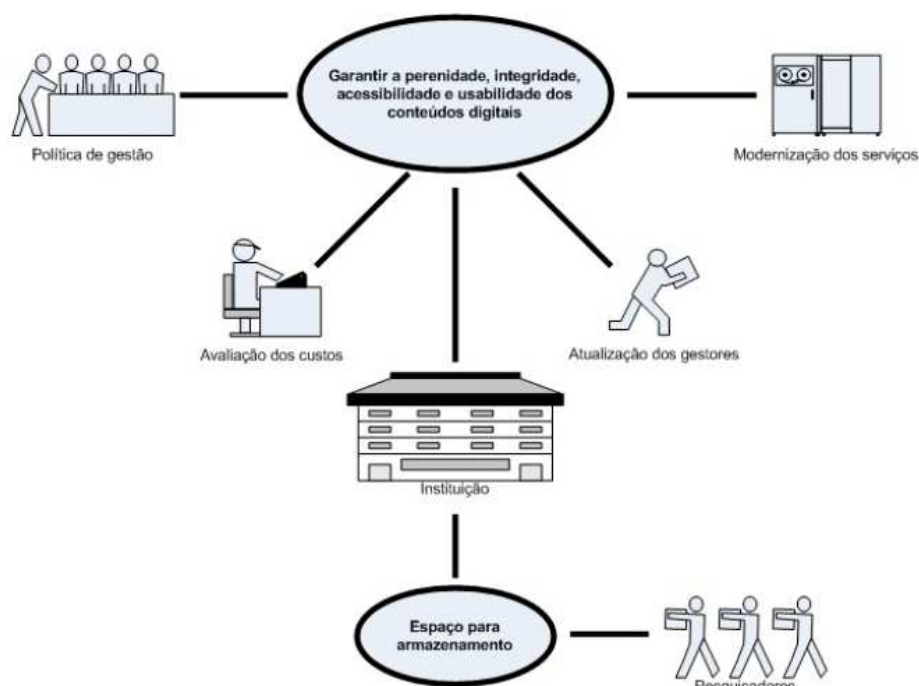 Garantir a perenidade, integridade,
acessibilidade e usabilidade dos
conteúdos digitais
Política de gestão
Modernização dos serviços
Avaliação dos custos
Atualização dos gestores
Instituição
Espaço para
armazenamento
Pesquisadores